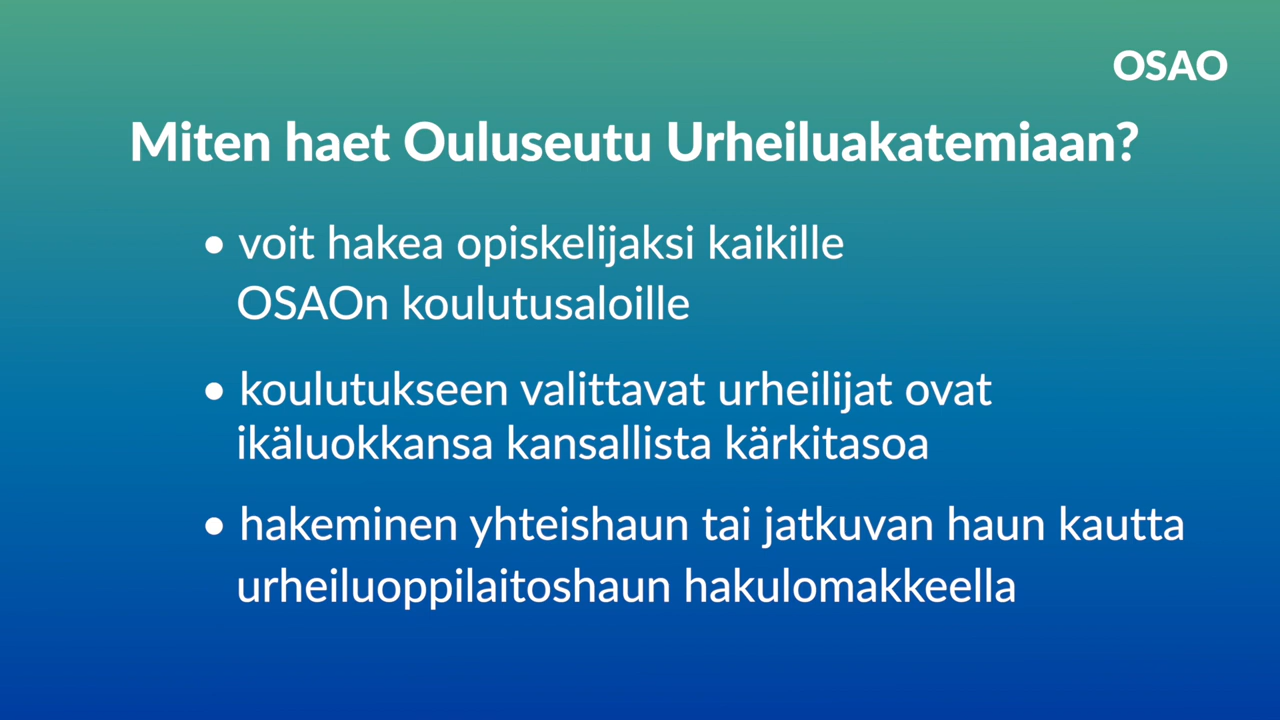 OSAO
Miten haet Ouluseutu Urheiluakatemiaan?
• voit hakea opiskelijaksi kaikille
OSAOn koulutusaloille
• koulutukseen valittavat urheilijat ovat
ikäluokkansa kansallista kärkitasoa
• hakeminen yhteishaun tai jatkuvan haun kautta
urheiluoppilaitoshaun hakulomakkeella